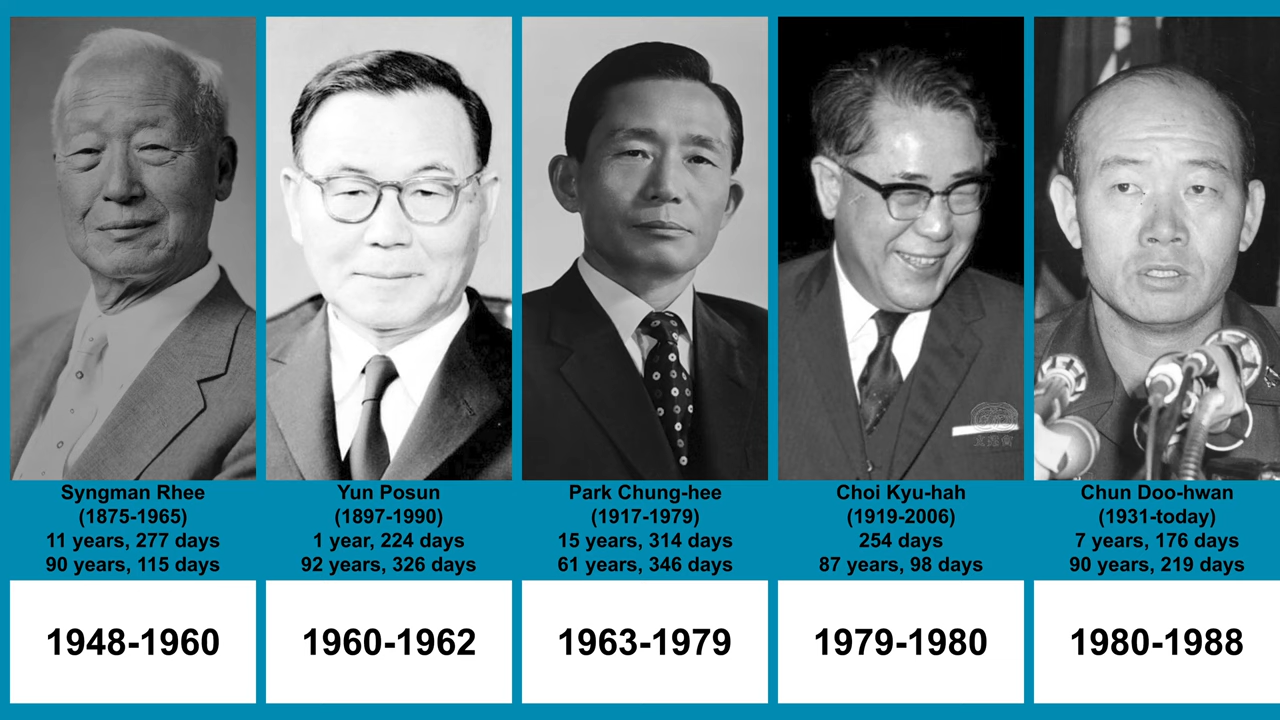 Syngman Rhee
(1875-1965)
11 years, 277 days
90 years, 115 days
1948-1960
Yun Posun
(1897-1990)
1 year, 224 days
92 years, 326 days
1960-1962
Park Chung-hee
(1917-1979)
15 years, 314 days
61 years, 346 days
1963-1979
Choi Kyu-hah
(1919-2006)
254 days
87 years, 98 days
1979-1980
Chun Doo-hwan
(1931-today)
7 years, 176 days
90 years, 219 days
1980-1988